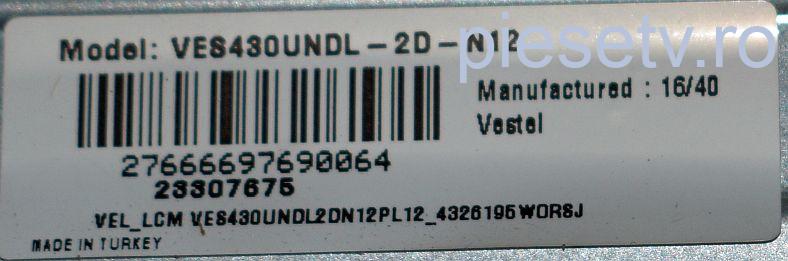 Model: VES430UNDL-2D-N12
piesetv.ro
Manufactured : 16/40
Vestel
27666697690064
23307675
VEL_LCM VES430UNDL2DN12PL12_4326195WORSJ
MADE IN TURKEY